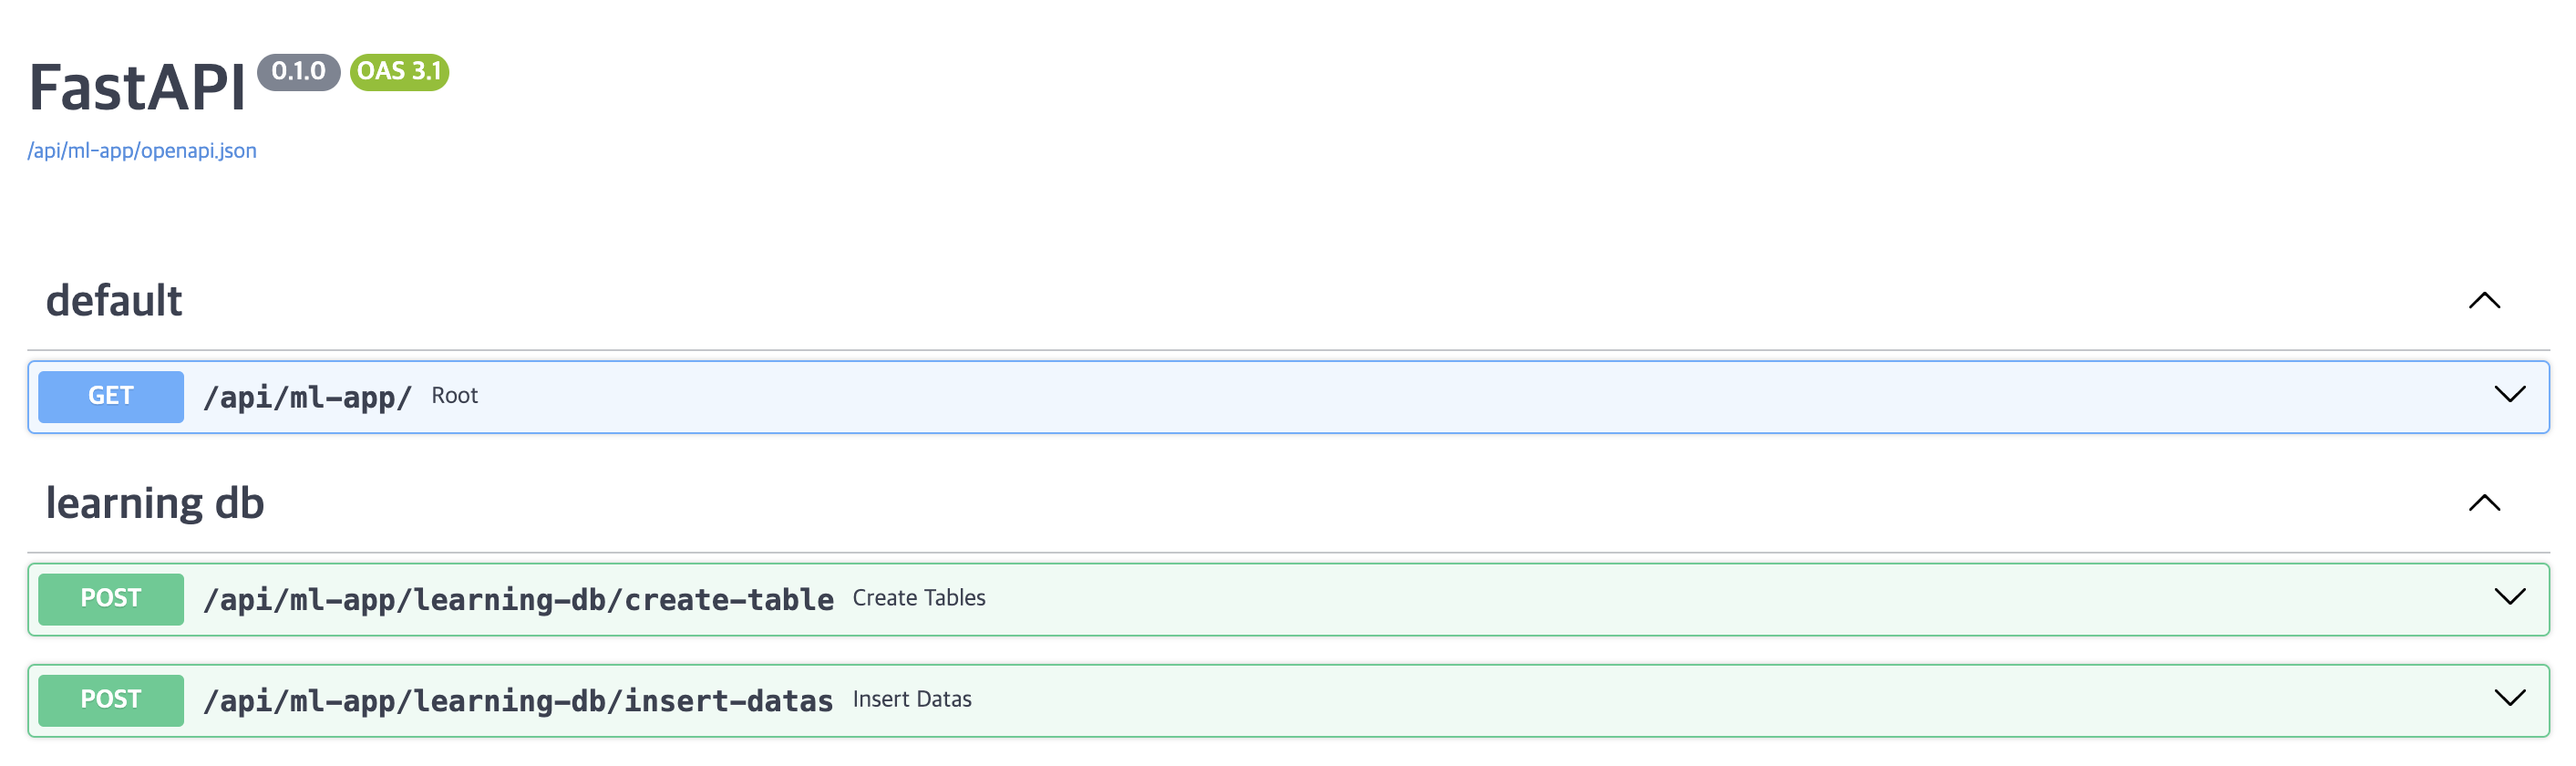 FastAPI 0.1.0 OAS 3.1
/api/ml-app/openapi.json
default
GET /api/ml-app/ Root
learning db
POST /api/ml-app/learning-db/create-table Create Tables
POST /api/ml-app/learning-db/insert-datas Insert Datas